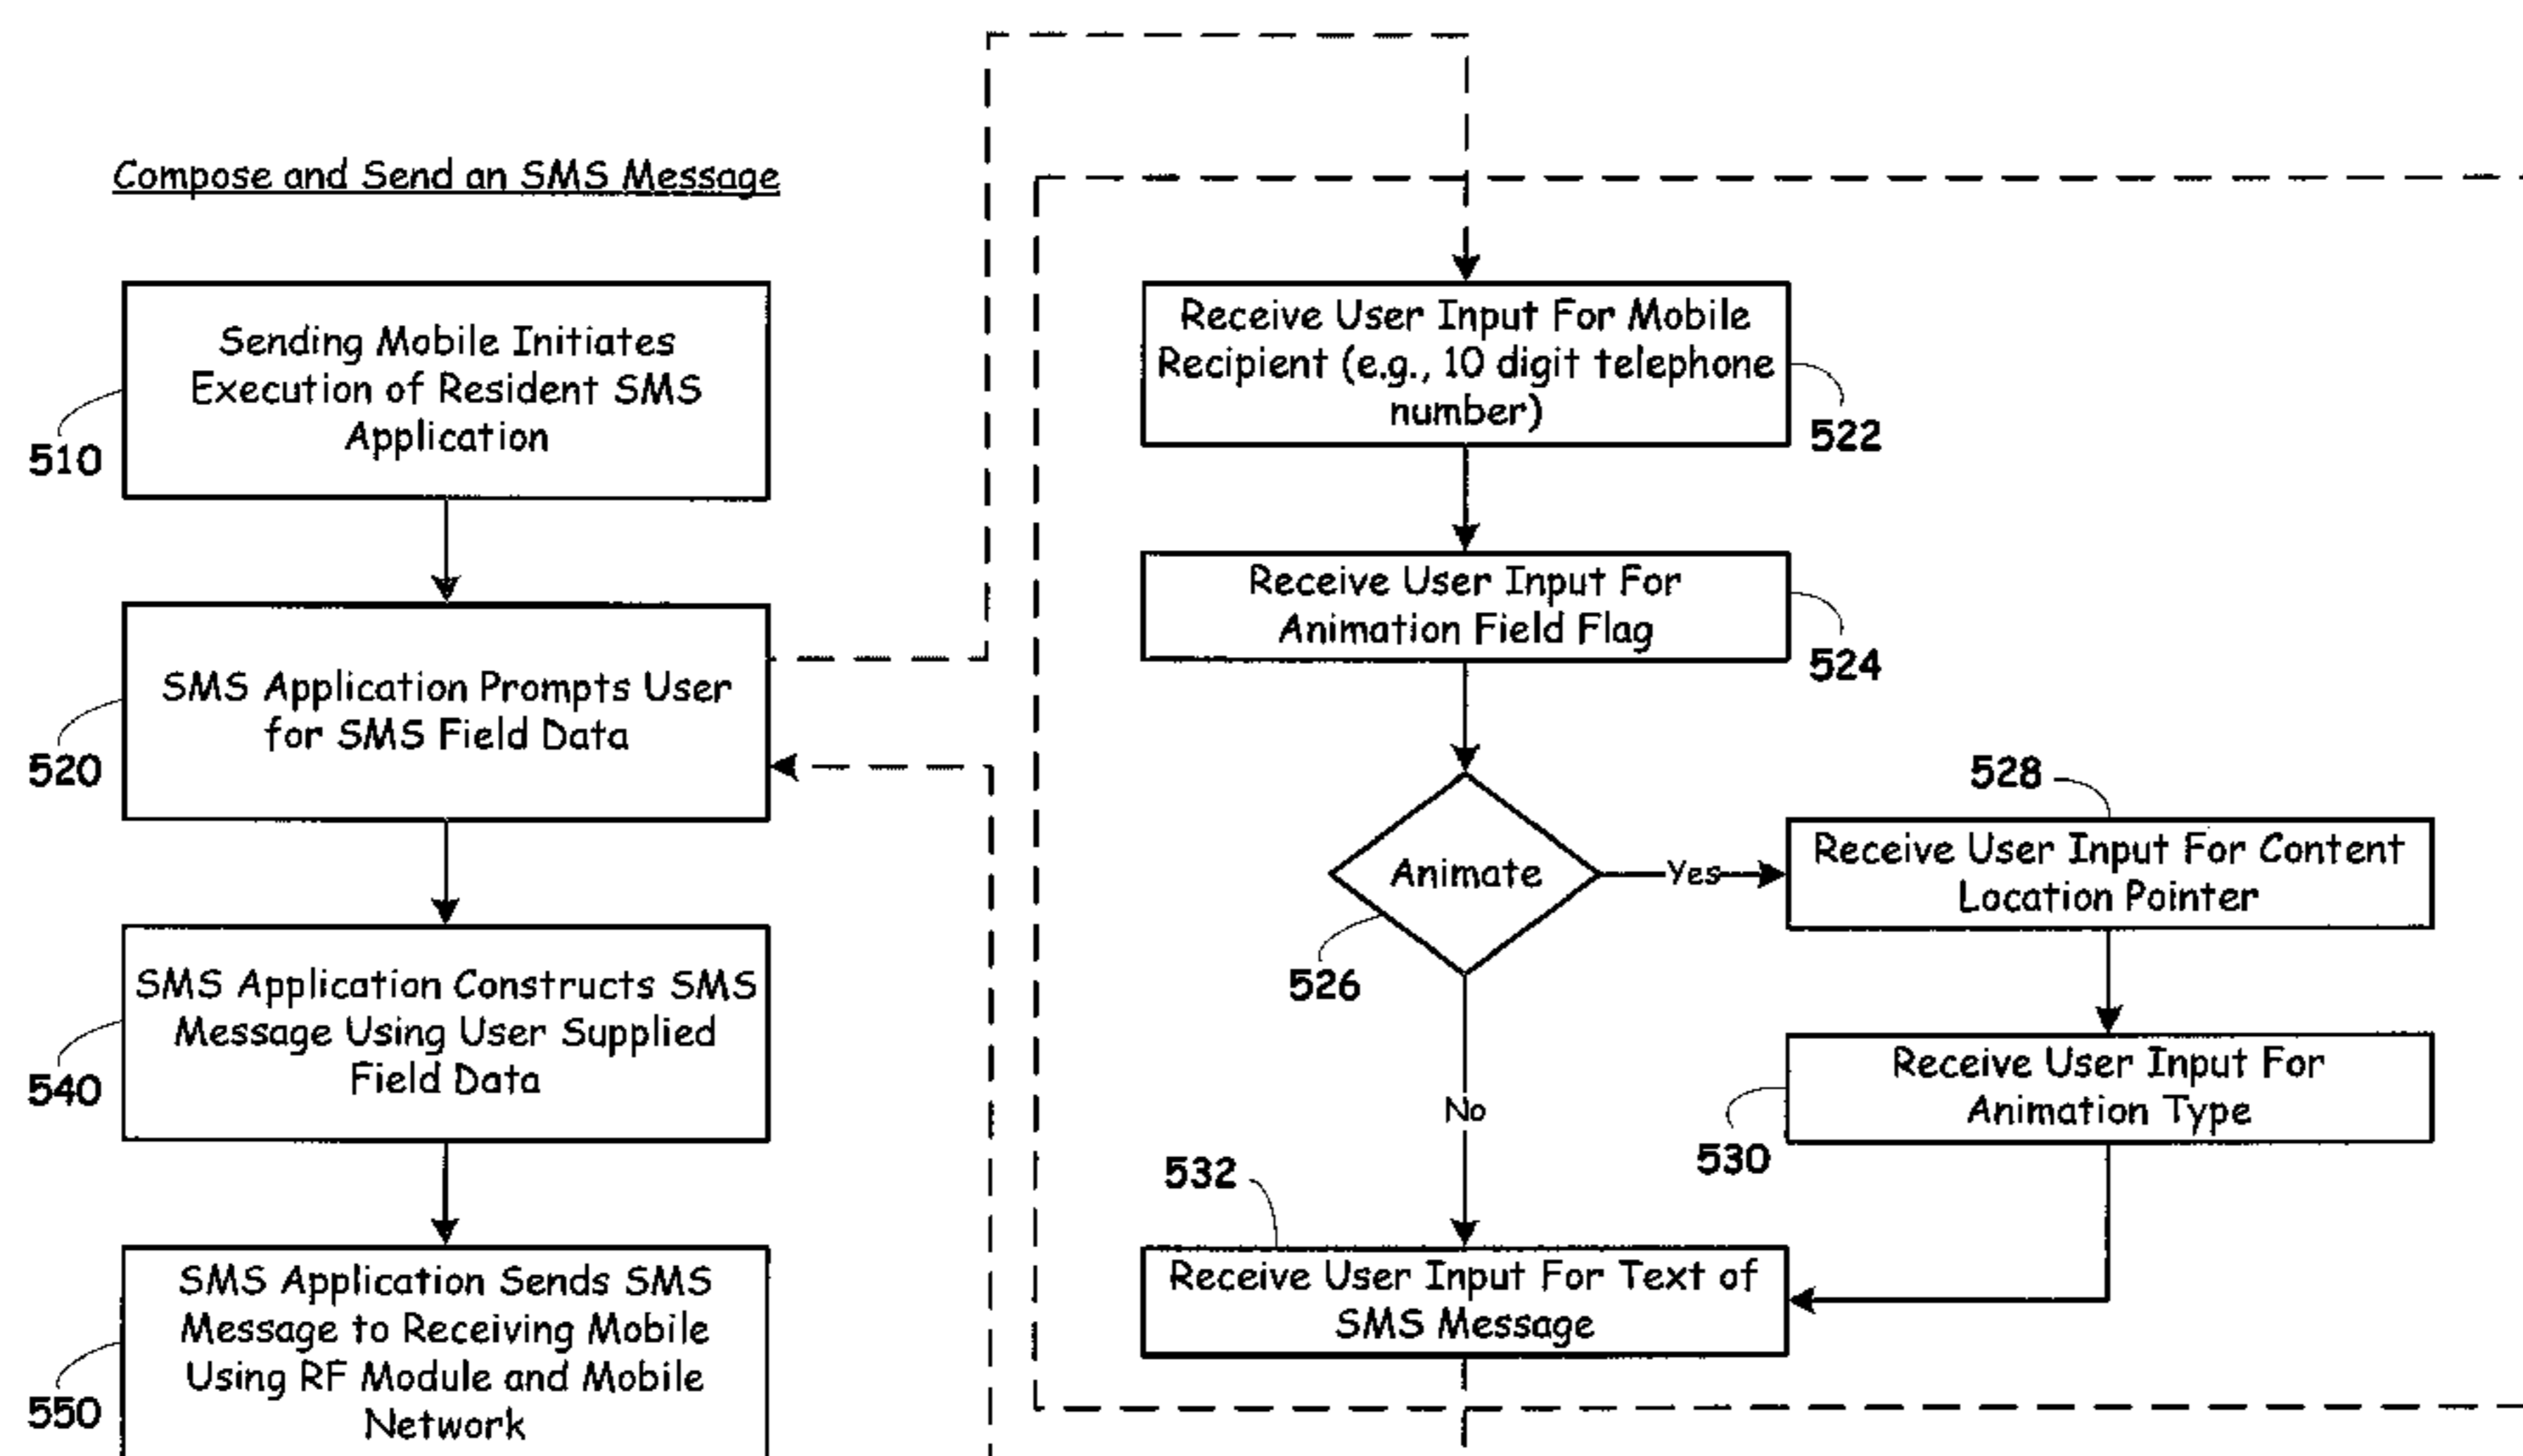 Compose and Send an SMS Message
Sending Mobile Initiates
Execution of Resident SMS
Application
510
SMS Application Prompts User
for SMS Field Data
520
SMS Application Constructs SMS
Message Using User Supplied
Field Data
540
SMS Application Sends SMS
Message to Receiving Mobile
Using RF Module and Mobile
Network
550
Receive User Input For Mobile
Recipient (e.g., 10 digit telephone
number)
522
Receive User Input For
Animation Field Flag
524
Animate
526
Yes
528
Receive User Input For Content
Location Pointer
Receive User Input For
Animation Type
530
No
532
Receive User Input For Text of
SMS Message